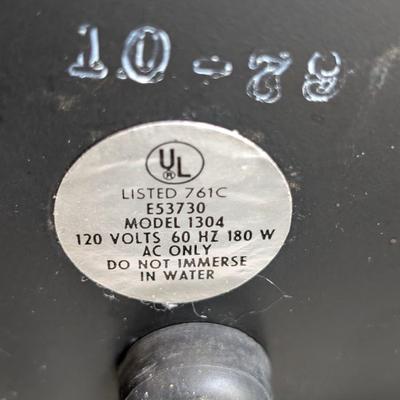 10-79
UL
LISTED 761C
E53730
MODEL 1304
120 VOLTS 60 HZ 180 W
AC ONLY
DO NOT IMMERSE
IN WATER